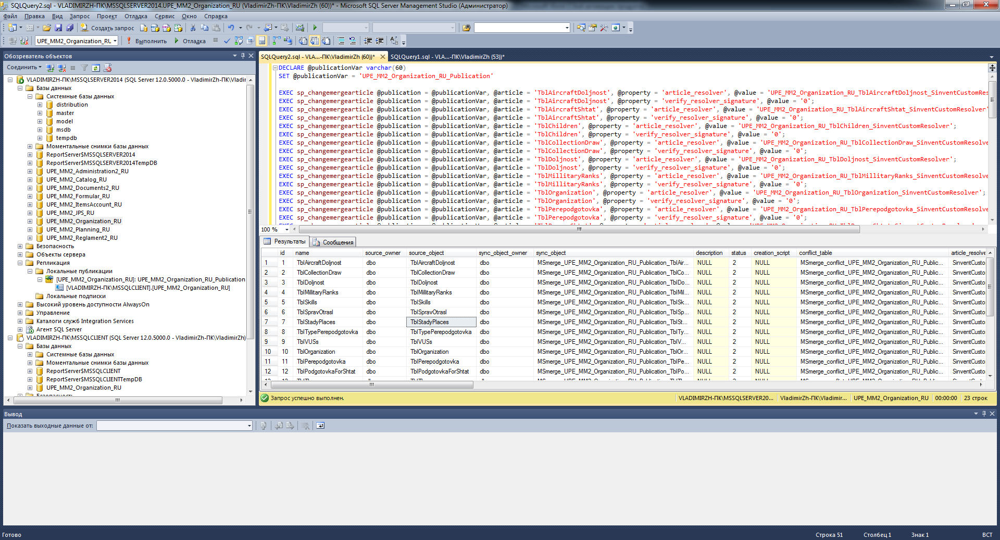 SQLQuery2.sql - VLADIMIRZH-ПК\MSSQLSERVER2014.UPE_MM2_Organization_RU (VladimirZh-ПК\VladimirZh (60))* - Microsoft SQL Server Management Studio (Администратор)
Файл Правка Вид Запрос Проект Отладка Сервис Окно Справка
Создать запрос
UPE_MM2_Organization_RU Выполнить Отладка
Обозреватель объектов
Соединить
VLADIMIRZH-ПК\MSSQLSERVER2014 (SQL Server 12.0.5000.0 - VladimirZh-ПК\Vladir
Базы данных
Системные базы данных
distribution
master
model
msdb
tempdb
Моментальные снимки базы данных
ReportServer$MSSQLSERVER2014
ReportServer$MSSQLSERVER2014TempDB
UPE_MM2_Administration2_RU
UPE_MM2_Catalog_RU
UPE_MM2_Documents2_RU
UPE_MM2_Formular_RU
UPE_MM2_ItemsAccount_RU
UPE_MM2_JPS_RU
UPE_MM2_Organization_RU
UPE_MM2_Planning_RU
UPE_MM2_Reglament2_RU
Безопасность
Объекты сервера
Репликация
Локальные публикации
[UPE_MM2_Organization_RU]: UPE_MM2_Organization_RU_Publication
[VLADIMIRZH-ПК\MSSQLCLIENT].[UPE_MM2_Organization_RU]
Локальные подписки
Высокий уровень доступности AlwaysOn
Управление
Каталоги служб Integration Services
Агент SQL Server
VLADIMIRZH-ПК\MSSQLCLIENT (SQL Server 12.0.5000.0 - VladimirZh-ПК\VladimirZh)
Базы данных
Системные базы данных
Моментальные снимки базы данных
ReportServer$MSSQLCLIENT
ReportServer$MSSQLCLIENTTempDB
UPE_MM2_Organization_RU
Безопасность
SQLQuery2.sql - VLA...-ПК\VladimirZh (60))* SQLQuery1.sql - VLA...-ПК\VladimirZh (53))*
DECLARE @publicationVar varchar(60)
SET @publicationVar = 'UPE_MM2_Organization_RU_Publication'
EXEC sp_changemergearticle @publication = @publicationVar, @article = 'TblAircraftDoljnost', @property = 'article_resolver', @value = 'UPE_MM2_Organization_RU_TblAircraftDoljnost_SinventCustomRes
EXEC sp_changemergearticle @publication = @publicationVar, @article = 'TblAircraftDoljnost', @property = 'verify_resolver_signature', @value = '0';
EXEC sp_changemergearticle @publication = @publicationVar, @article = 'TblAircraftShtat', @property = 'article_resolver', @value = 'UPE_MM2_Organization_RU_TblAircraftShtat_SinventCustomResolver'
EXEC sp_changemergearticle @publication = @publicationVar, @article = 'TblAircraftShtat', @property = 'verify_resolver_signature', @value = '0';
EXEC sp_changemergearticle @publication = @publicationVar, @article = 'TblChildren', @property = 'article_resolver', @value = 'UPE_MM2_Organization_RU_TblChildren_SinventCustomResolver';
EXEC sp_changemergearticle @publication = @publicationVar, @article = 'TblChildren', @property = 'verify_resolver_signature', @value = '0';
EXEC sp_changemergearticle @publication = @publicationVar, @article = 'TblCollectionDraw', @property = 'article_resolver', @value = 'UPE_MM2_Organization_RU_TblCollectionDraw_SinventCustomResolve
EXEC sp_changemergearticle @publication = @publicationVar, @article = 'TblCollectionDraw', @property = 'verify_resolver_signature', @value = '0';
EXEC sp_changemergearticle @publication = @publicationVar, @article = 'TblDoljnost', @property = 'article_resolver', @value = 'UPE_MM2_Organization_RU_TblDoljnost_SinventCustomResolver';
EXEC sp_changemergearticle @publication = @publicationVar, @article = 'TblDoljnost', @property = 'verify_resolver_signature', @value = '0';
EXEC sp_changemergearticle @publication = @publicationVar, @article = 'TblMillitaryRanks', @property = 'article_resolver', @value = 'UPE_MM2_Organization_RU_TblMillitaryRanks_SinventCustomResolve
EXEC sp_changemergearticle @publication = @publicationVar, @article = 'TblMillitaryRanks', @property = 'verify_resolver_signature', @value = '0';
EXEC sp_changemergearticle @publication = @publicationVar, @article = 'TblOrganization', @property = 'article_resolver', @value = 'UPE_MM2_Organization_RU_TblOrganization_SinventCustomResolver';
EXEC sp_changemergearticle @publication = @publicationVar, @article = 'TblOrganization', @property = 'verify_resolver_signature', @value = '0';
EXEC sp_changemergearticle @publication = @publicationVar, @article = 'TblPerepodgotovka', @property = 'article_resolver', @value = 'UPE_MM2_Organization_RU_TblPerepodgotovka_SinventCustomResolve
EXEC sp_changemergearticle @publication = @publicationVar, @article = 'TblPerepodgotovka', @property = 'verify_resolver_signature', @value = '0';
100 %
Результаты Сообщения
id name source_owner source_object sync_object_owner sync_object description status creation_script conflict_table article_resolve
1 1 TblAircraftDoljnost dbo TblAircraftDoljnost dbo MSmerge_UPE_MM2_Organization_RU_Publication_TblAir... NULL 2 NULL MSmerge_conflict_UPE_MM2_Organization_RU_Public... SinventCusto
2 2 TblCollectionDraw dbo TblCollectionDraw dbo MSmerge_UPE_MM2_Organization_RU_Publication_TblCo... NULL 2 NULL MSmerge_conflict_UPE_MM2_Organization_RU_Public... SinventCusto
3 3 TblDoljnost dbo TblDoljnost dbo MSmerge_UPE_MM2_Organization_RU_Publication_TblDo... NULL 2 NULL MSmerge_conflict_UPE_MM2_Organization_RU_Public... SinventCusto
4 4 TblMillitaryRanks dbo TblMillitaryRanks dbo MSmerge_UPE_MM2_Organization_RU_Publication_TblMil... NULL 2 NULL MSmerge_conflict_UPE_MM2_Organization_RU_Public... SinventCusto
5 5 TblSkills dbo TblSkills dbo MSmerge_UPE_MM2_Organization_RU_Publication_TblSk... NULL 2 NULL MSmerge_conflict_UPE_MM2_Organization_RU_Public... SinventCusto
6 6 TblSpravOtrasl dbo TblSpravOtrasl dbo MSmerge_UPE_MM2_Organization_RU_Publication_TblSp... NULL 2 NULL MSmerge_conflict_UPE_MM2_Organization_RU_Public... SinventCusto
7 7 TblStadyPlaces dbo TblStadyPlaces dbo MSmerge_UPE_MM2_Organization_RU_Publication_TblSt... NULL 2 NULL MSmerge_conflict_UPE_MM2_Organization_RU_Public... SinventCusto
8 8 TblTypePerepodgotovka dbo TblTypePerepodgotovka dbo MSmerge_UPE_MM2_Organization_RU_Publication_TblTy... NULL 2 NULL MSmerge_conflict_UPE_MM2_Organization_RU_Public... SinventCusto
9 9 TblVUSs dbo TblVUSs dbo MSmerge_UPE_MM2_Organization_RU_Publication_TblV... NULL 2 NULL MSmerge_conflict_UPE_MM2_Organization_RU_Public... SinventCusto
10 10 TblOrganization dbo TblOrganization dbo MSmerge_UPE_MM2_Organization_RU_Publication_TblOr... NULL 2 NULL MSmerge_conflict_UPE_MM2_Organization_RU_Public... SinventCusto
11 11 TblPerepodgotovka dbo TblPerepodgotovka dbo MSmerge_UPE_MM2_Organization_RU_Publication_TblPe... NULL 2 NULL MSmerge_conflict_UPE_MM2_Organization_RU_Public... SinventCusto
12 12 TblPodgotovkaForShtat dbo TblPodgotovkaForShtat dbo MSmerge_UPE_MM2_Organization_RU_Publication_TblPo... NULL 2 NULL MSmerge_conflict_UPE_MM2_Organization_RU_Public... SinventCusto
Запрос успешно выполнен. VLADIMIRZH-ПК\MSSQLSERVER20... VladimirZh-ПК\Vladimir... UPE_MM2_Organization_RU 00:00:00 23 строк
Вывод
Показать выходные данные от:
Готово Строка 51 Столбец 1 Знак 1 ВСТ